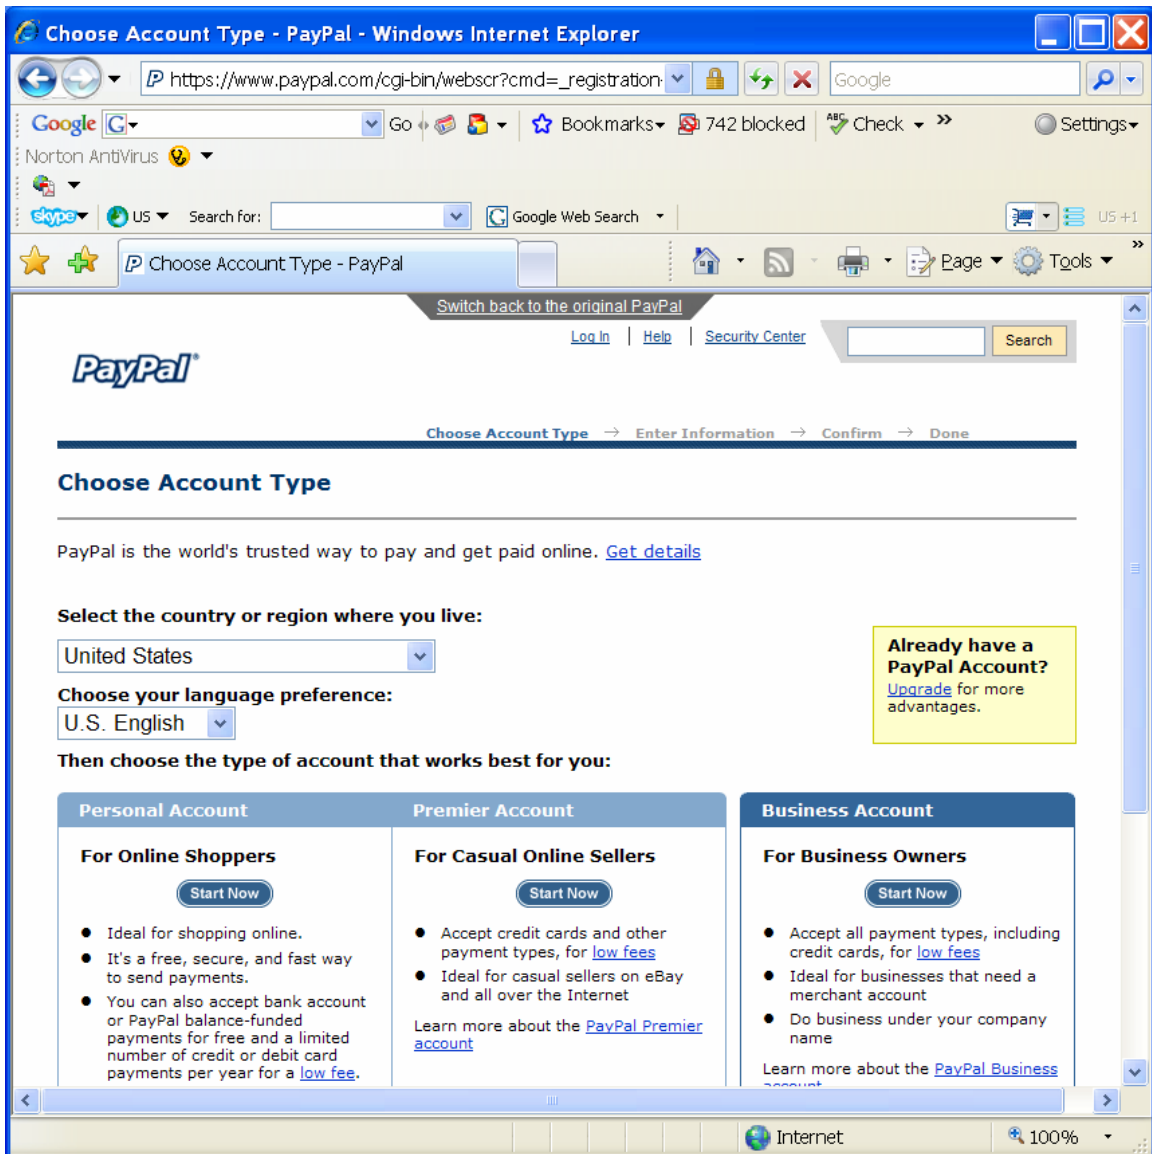 Choose Account Type - PayPal - Windows Internet Explorer
https://www.paypal.com/cgi-bin/webscr?cmd=_registration-
Google
Google G Go Bookmarks 742 blocked ABC Check » Settings
Norton AntiVirus
skype US Search for: G Google Web Search US +1
P Choose Account Type - PayPal Page Tools »
Switch back to the original PayPal
Log In | Help | Security Center Search
PayPal®
Choose Account Type → Enter Information → Confirm → Done
Choose Account Type
PayPal is the world's trusted way to pay and get paid online. Get details
Select the country or region where you live:
United States
Choose your language preference:
U.S. English
Already have a
PayPal Account?
Upgrade for more
advantages.
Then choose the type of account that works best for you:
Personal Account
For Online Shoppers
Start Now
● Ideal for shopping online.
● It's a free, secure, and fast way
to send payments.
● You can also accept bank account
or PayPal balance-funded
payments for free and a limited
number of credit or debit card
payments per year for a low fee.
Premier Account
For Casual Online Sellers
Start Now
● Accept credit cards and other
payment types, for low fees
● Ideal for casual sellers on eBay
and all over the Internet
Learn more about the PayPal Premier
account
Business Account
For Business Owners
Start Now
● Accept all payment types, including
credit cards, for low fees
● Ideal for businesses that need a
merchant account
● Do business under your company
name
Learn more about the PayPal Business
account
Internet 100%